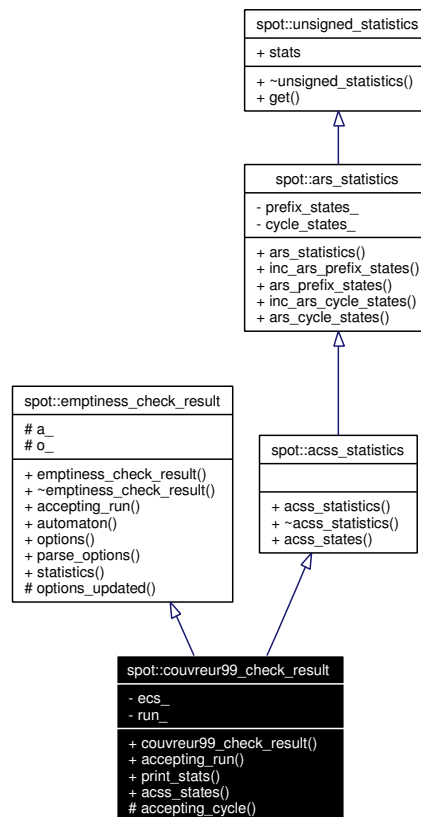 spot::unsigned_statistics
+ stats
+ ~unsigned_statistics()
+ get()
spot::ars_statistics
- prefix_states_
- cycle_states_
+ ars_statistics()
+ inc_ars_prefix_states()
+ ars_prefix_states()
+ inc_ars_cycle_states()
+ ars_cycle_states()
spot::emptiness_check_result
# a_
# o_
+ emptiness_check_result()
+ ~emptiness_check_result()
+ accepting_run()
+ automaton()
+ options()
+ parse_options()
+ statistics()
# options_updated()
spot::acss_statistics
+ acss_statistics()
+ ~acss_statistics()
+ acss_states()
spot::couvreur99_check_result
- ecs_
- run_
+ couvreur99_check_result()
+ accepting_run()
+ print_stats()
+ acss_states()
# accepting_cycle()